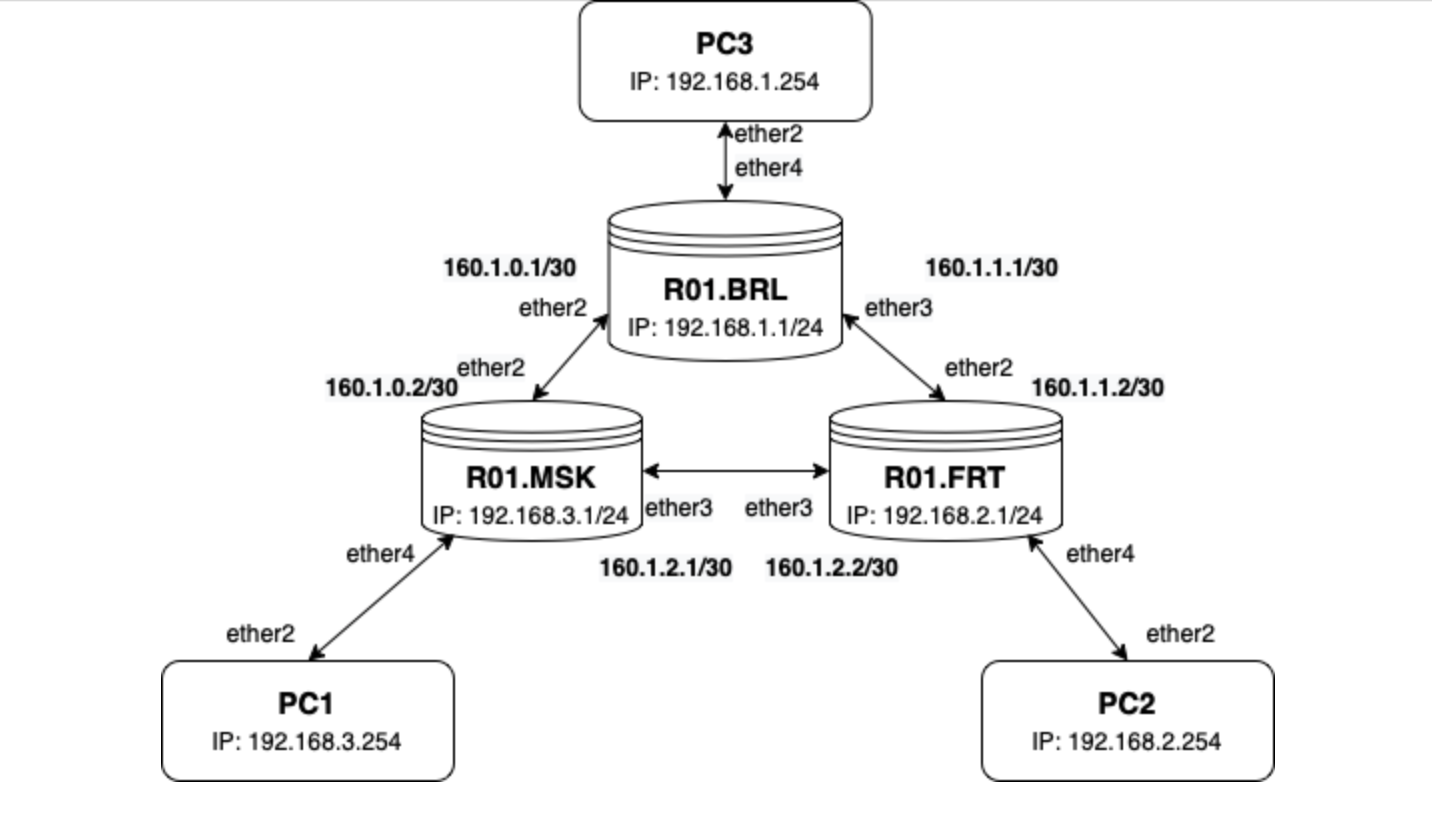 PC3
IP: 192.168.1.254
ether2
ether4
160.1.0.1/30
160.1.1.1/30
R01.BRL
ether2
ether3
IP: 192.168.1.1/24
ether2
ether2
160.1.0.2/30
160.1.1.2/30
R01.MSK
R01.FRT
IP: 192.168.3.1/24
ether3
ether3
IP: 192.168.2.1/24
ether4
ether4
160.1.2.1/30
160.1.2.2/30
ether2
ether2
PC1
IP: 192.168.3.254
PC2
IP: 192.168.2.254